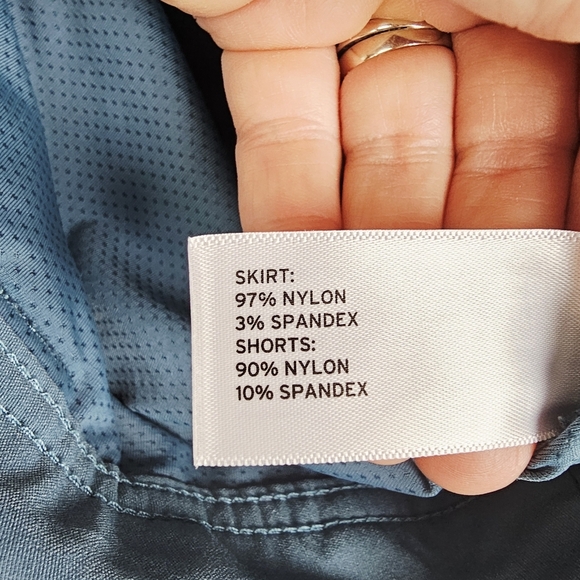 SKIRT:
97% NYLON
3% SPANDEX
SHORTS:
90% NYLON
10% SPANDEX